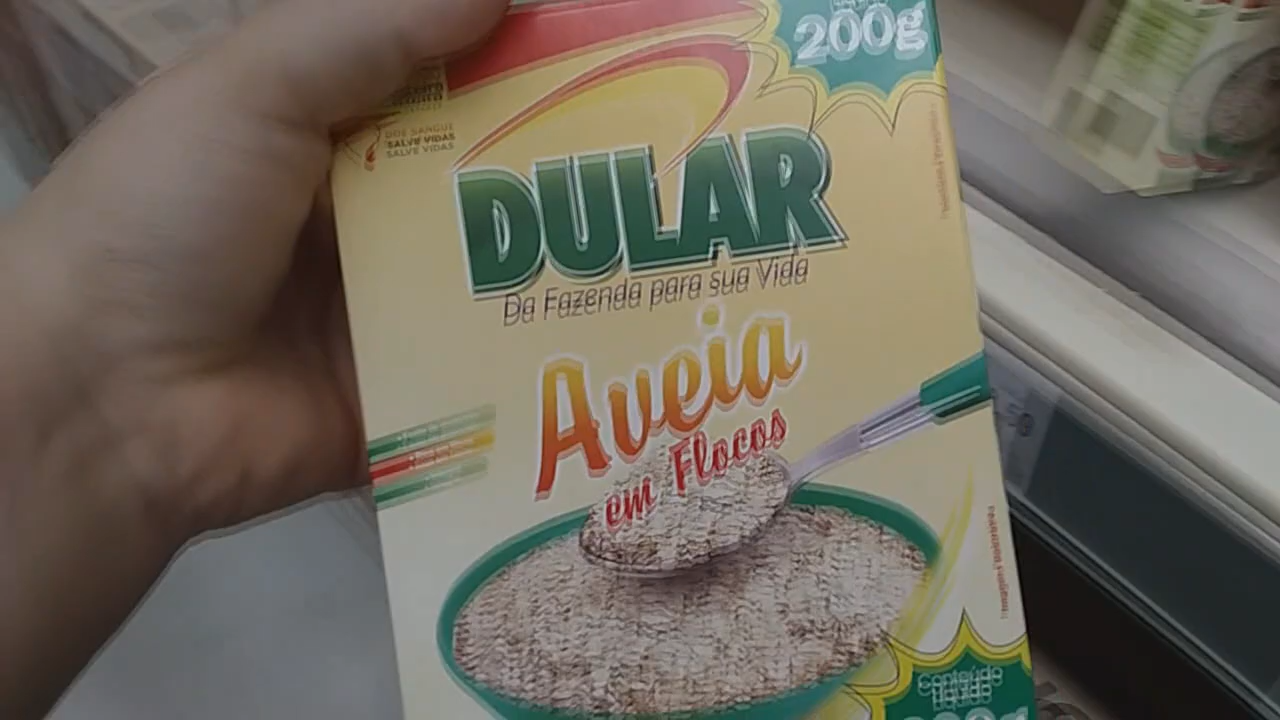 200g
DOE SANGUE
SALVE VIDAS
SALVE VIDAS
DULAR
Da Fazenda para sua Vida
Aveia
em Flocos
Conteúdo
líquido